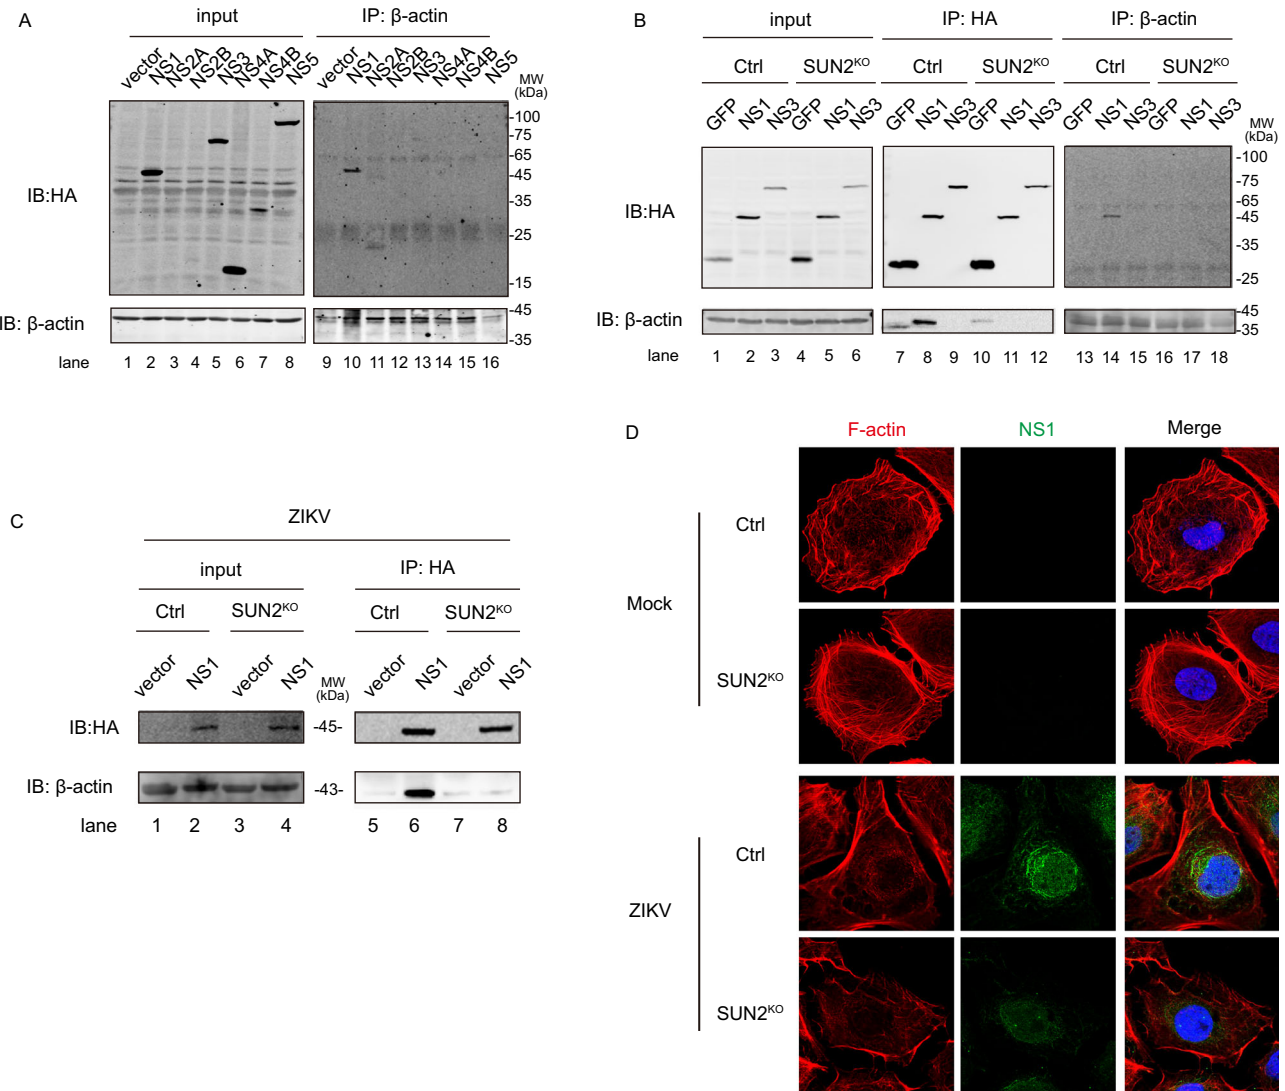 A
input
IP: β-actin
vector NS1 NS2A NS2B NS3 NS4A NS4B NS5
vector NS1 NS2A NS2B NS3 NS4A NS4B NS5
MW
(kDa)
-100
-75
-65
-45
-35
-25
-15
IB:HA
-45
-35
IB: β-actin
lane 1 2 3 4 5 6 7 8 9 10 11 12 13 14 15 16
B
input
IP: HA
IP: β-actin
Ctrl SUN2KO Ctrl SUN2KO Ctrl SUN2KO
GFP NS1 NS3 GFP NS1 NS3 GFP NS1 NS3 GFP NS1 NS3 GFP NS1 NS3 GFP NS1 NS3
MW
(kDa)
-100
-75
-65
-45
-35
-25
IB:HA
-45
-35
IB: β-actin
lane 1 2 3 4 5 6 7 8 9 10 11 12 13 14 15 16 17 18
C
ZIKV
input
IP: HA
Ctrl SUN2KO Ctrl SUN2KO
vector NS1 vector NS1 vector NS1 vector NS1
MW
(kDa)
IB:HA -45-
IB: β-actin -43-
lane 1 2 3 4 5 6 7 8
D
F-actin NS1 Merge
Mock
Ctrl
SUN2KO
ZIKV
Ctrl
SUN2KO